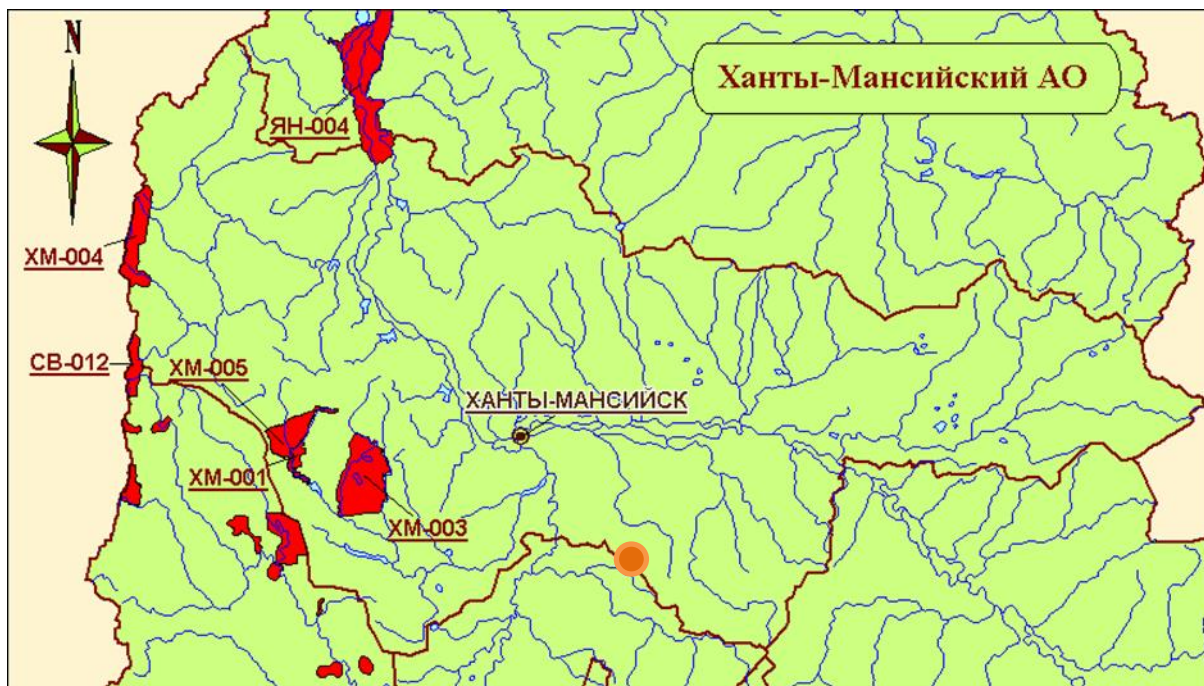 N
Ханты-Мансийский АО
ЯН-004
ХМ-004
СВ-012
ХМ-005
ХАНТЫ-МАНСИЙСК
ХМ-001
ХМ-003